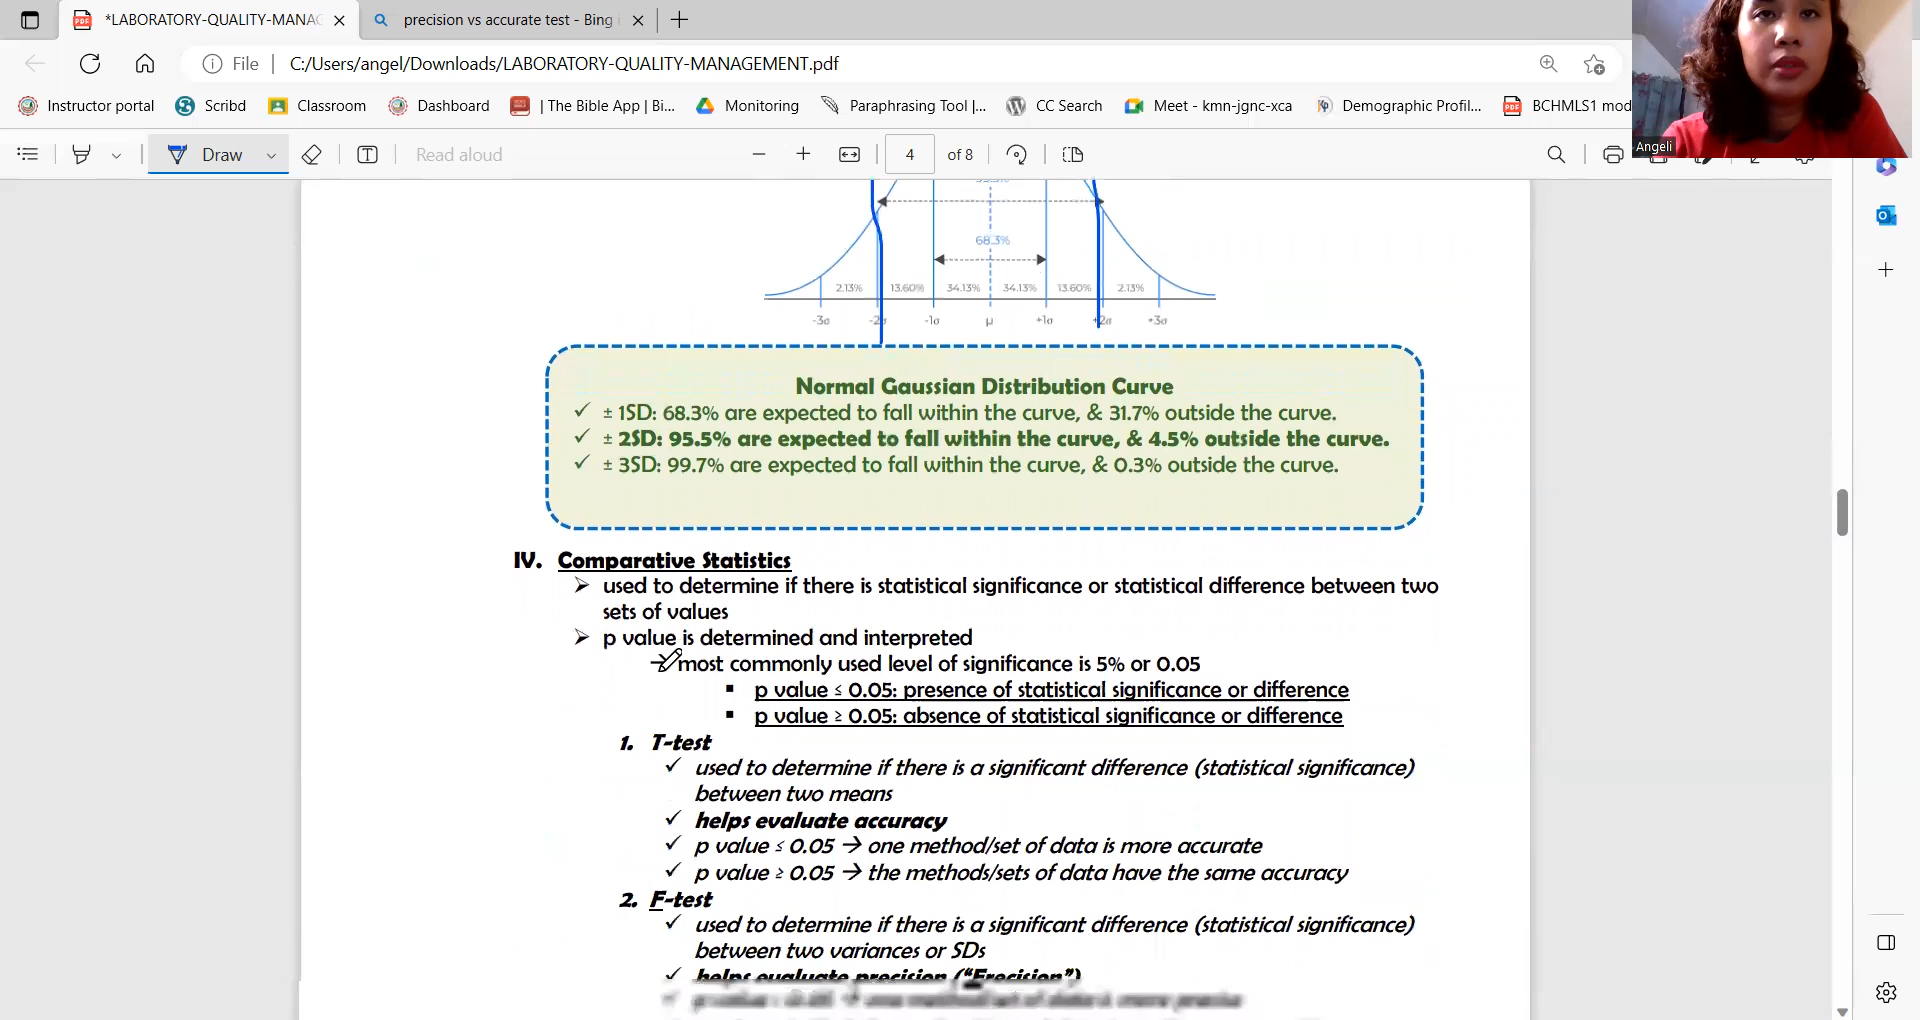 *LABORATORY-QUALITY-MANAG
precision vs accurate test - Bing i
File
C:/Users/angel/Downloads/LABORATORY-QUALITY-MANAGEMENT.pdf
Instructor portal
Scribd
Classroom
Dashboard
| The Bible App | Bi...
Monitoring
Paraphrasing Tool |...
CC Search
Meet - kmn-jgnc-xca
Demographic Profil...
BCHMLS1 mod
Angeli
Draw
Read aloud
4
of 8
68.3%
2.13% 13.60% 34.13% 34.13% 13.60% 2.13%
-3σ -2σ -1σ μ +1σ +2σ +3σ
Normal Gaussian Distribution Curve
✓ ± 1SD: 68.3% are expected to fall within the curve, & 31.7% outside the curve.
✓ ± 2SD: 95.5% are expected to fall within the curve, & 4.5% outside the curve.
✓ ± 3SD: 99.7% are expected to fall within the curve, & 0.3% outside the curve.
IV. Comparative Statistics
➢ used to determine if there is statistical significance or statistical difference between two
sets of values
➢ p value is determined and interpreted
→ most commonly used level of significance is 5% or 0.05
▪ p value ≤ 0.05: presence of statistical significance or difference
▪ p value ≥ 0.05: absence of statistical significance or difference
1. T-test
✓ used to determine if there is a significant difference (statistical significance)
between two means
✓ helps evaluate accuracy
✓ p value ≤ 0.05 → one method/set of data is more accurate
✓ p value ≥ 0.05 → the methods/sets of data have the same accuracy
2. F-test
✓ used to determine if there is a significant difference (statistical significance)
between two variances or SDs
✓ helps evaluate precision ("Frecision")